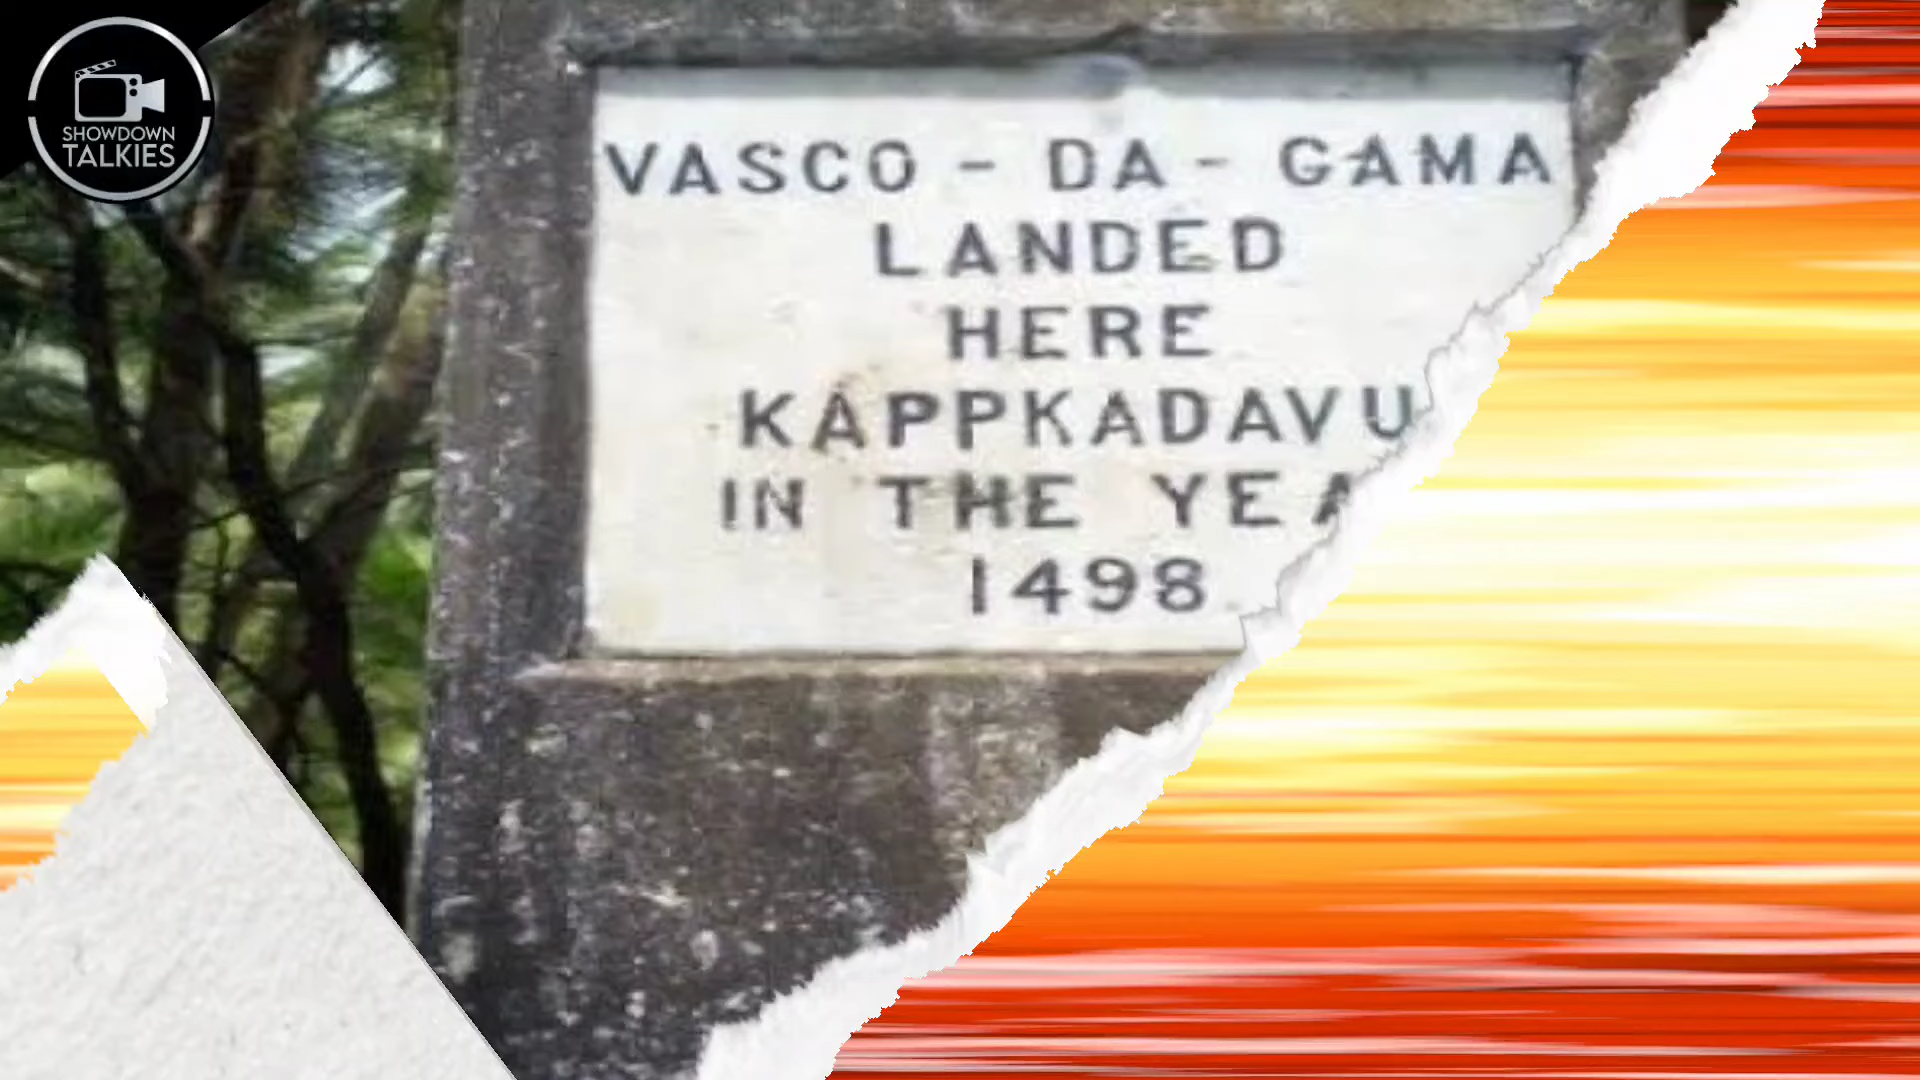 SHOWDOWN
TALKIES
VASCO - DA - GAMA
LANDED
HERE
KAPPKADAVU
IN THE YEA
1498